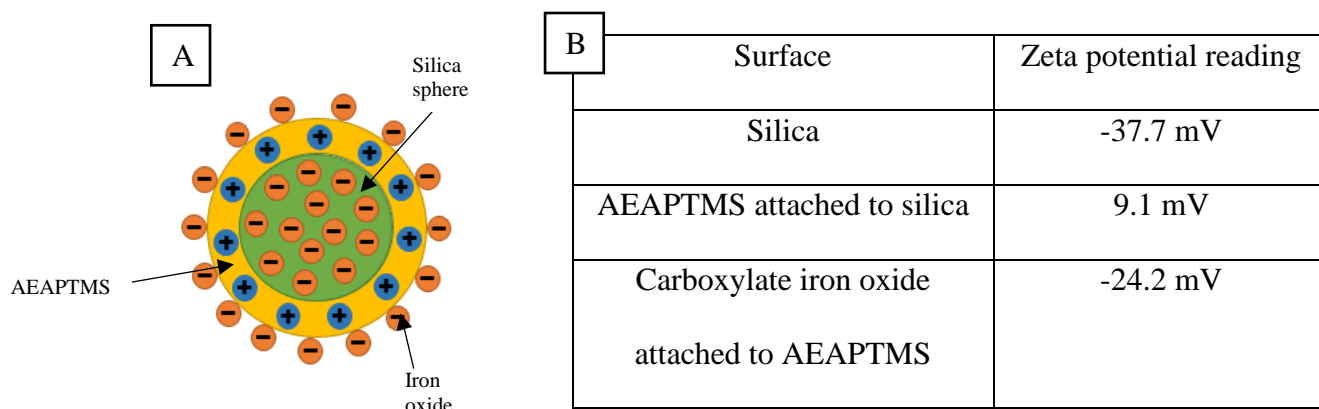 A
Silica
sphere
AEAPTMS
Iron
oxide
B
Surface
Zeta potential reading
Silica
-37.7 mV
AEAPTMS attached to silica
9.1 mV
Carboxylate iron oxide
attached to AEAPTMS
-24.2 mV